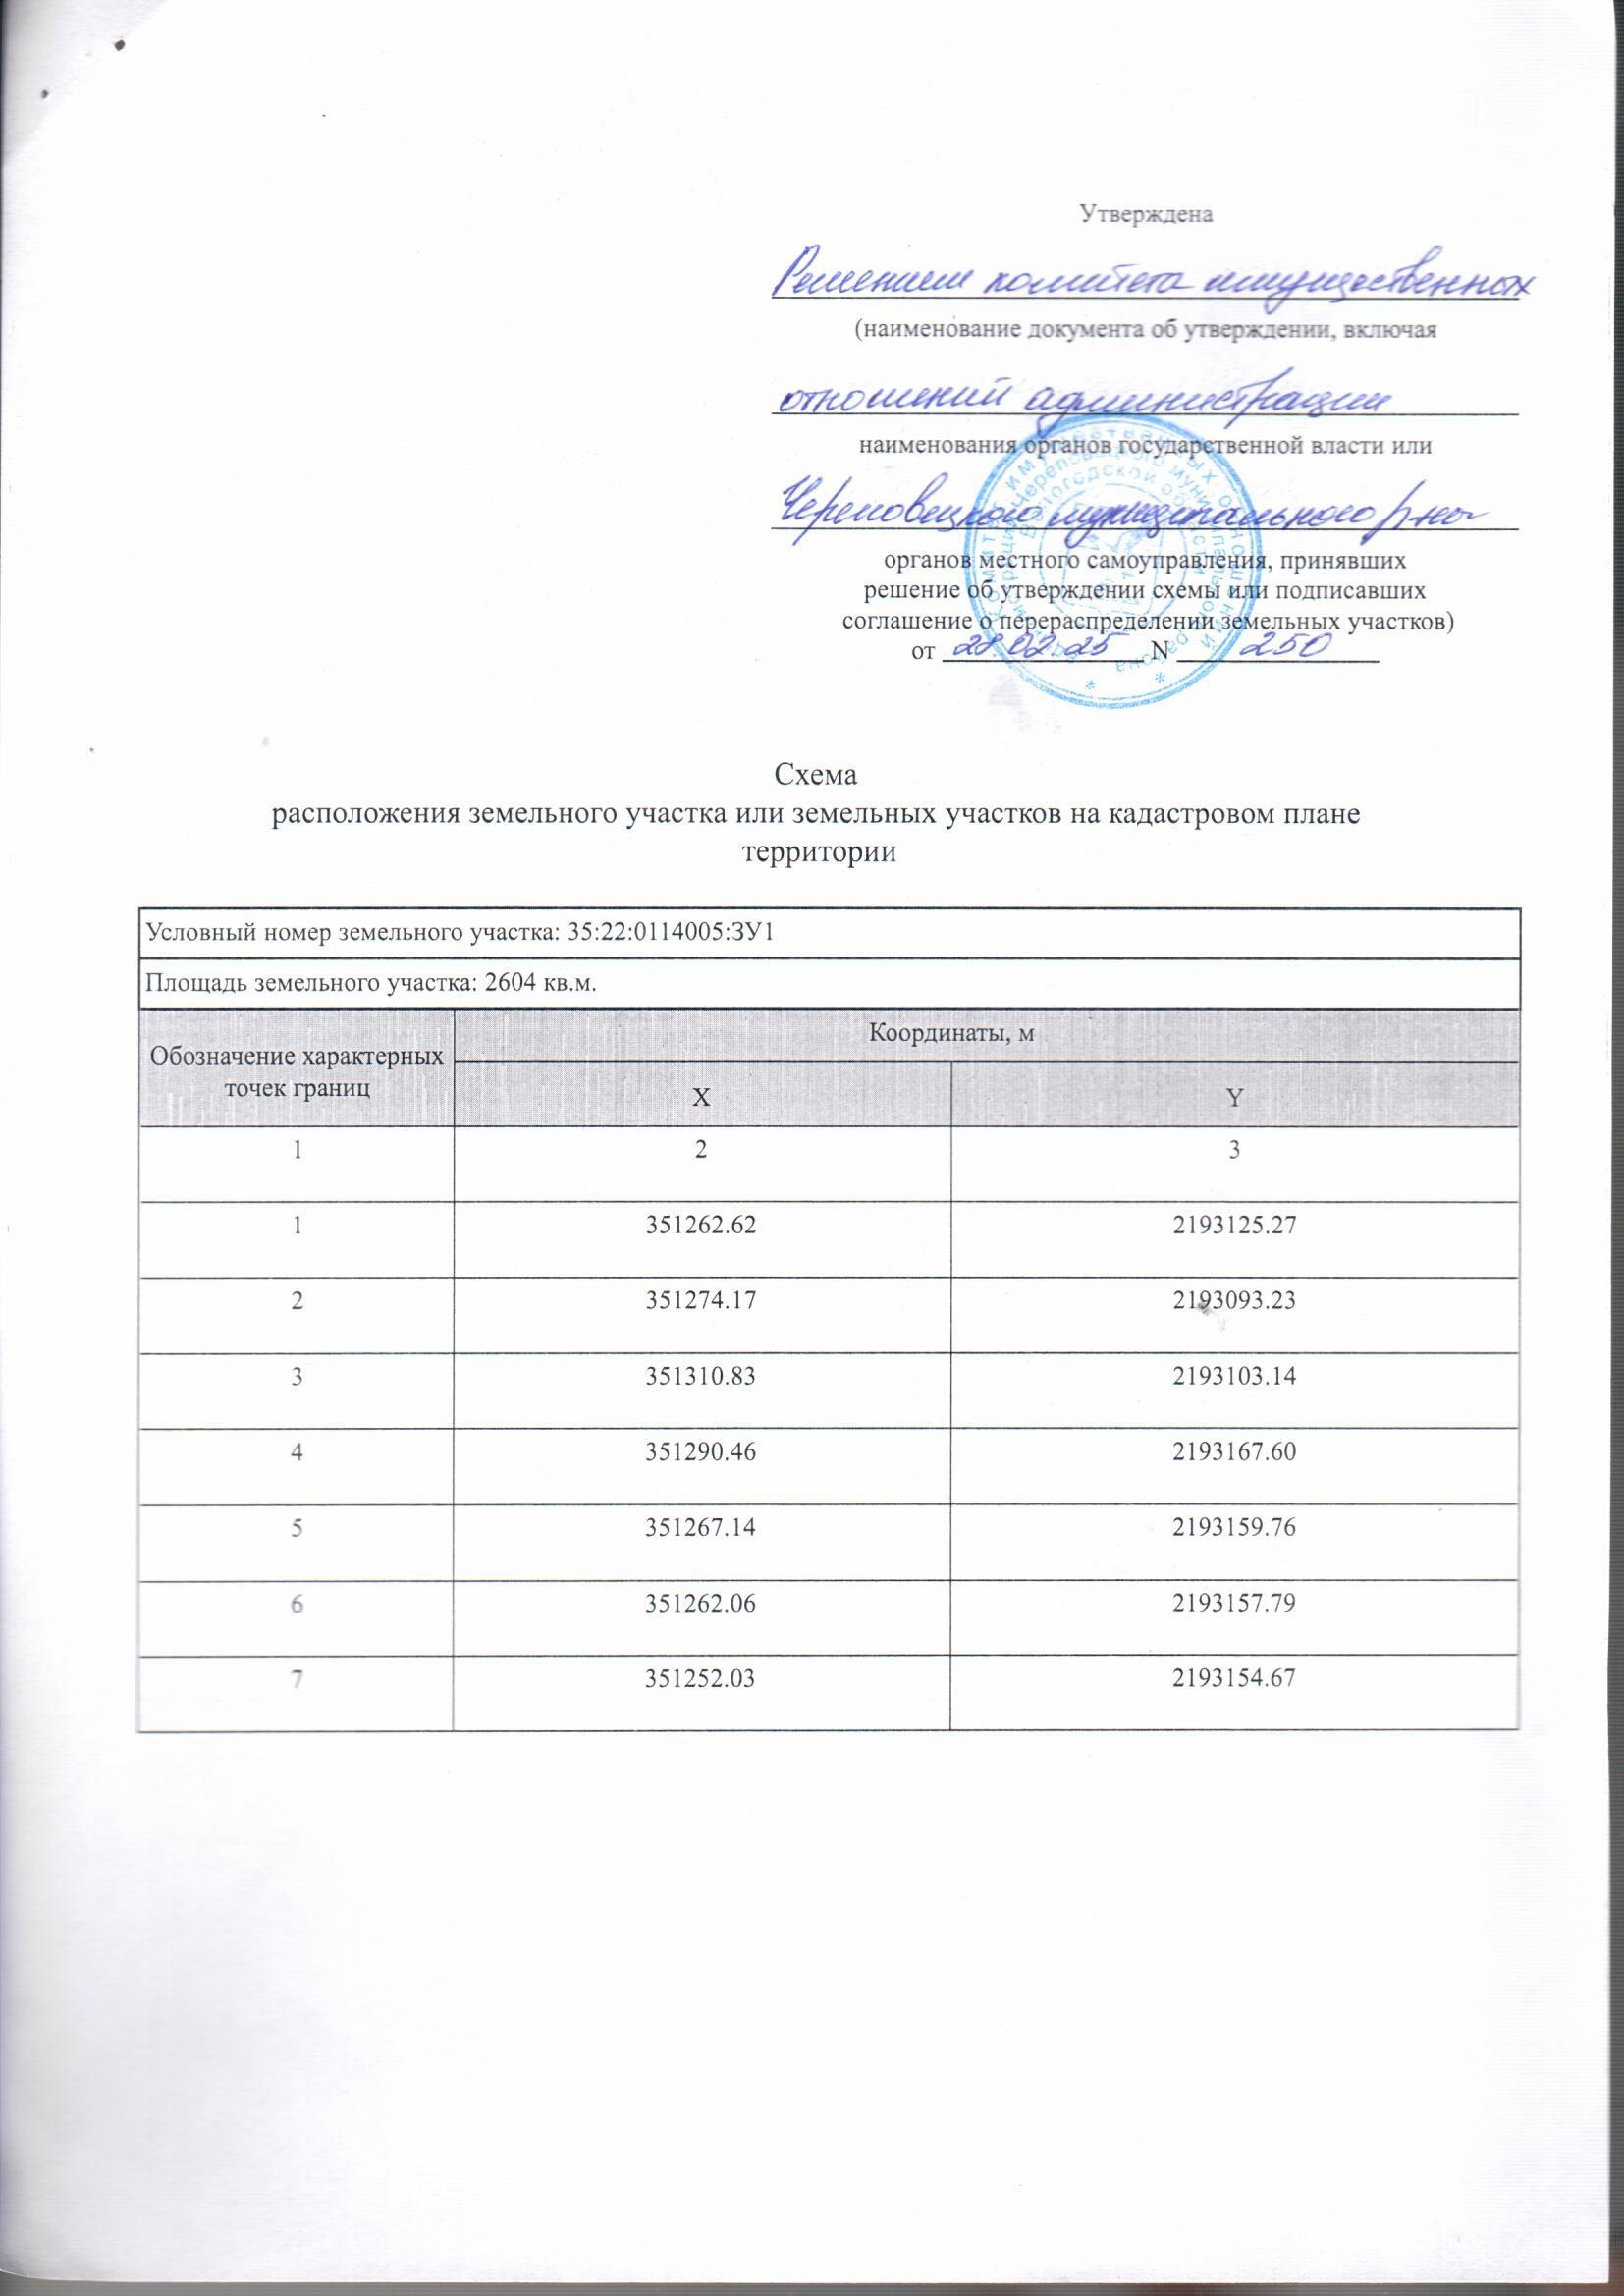 Утверждена
Решением комитета имущественных
(наименование документа об утверждении, включая
отношений администрации
наименования органов государственной власти или
Череповецкого муниципального р-на
органов местного самоуправления, принявших
решение об утверждении схемы или подписавших
соглашение о перераспределении земельных участков)
от 28.02.25 N 250
Схема
расположения земельного участка или земельных участков на кадастровом плане
территории
Условный номер земельного участка: 35:22:0114005:ЗУ1
Площадь земельного участка: 2604 кв.м.
Обозначение характерных точек границ
Координаты, м
X Y
1 2 3
1 351262.62 2193125.27
2 351274.17 2193093.23
3 351310.83 2193103.14
4 351290.46 2193167.60
5 351267.14 2193159.76
6 351262.06 2193157.79
7 351252.03 2193154.67